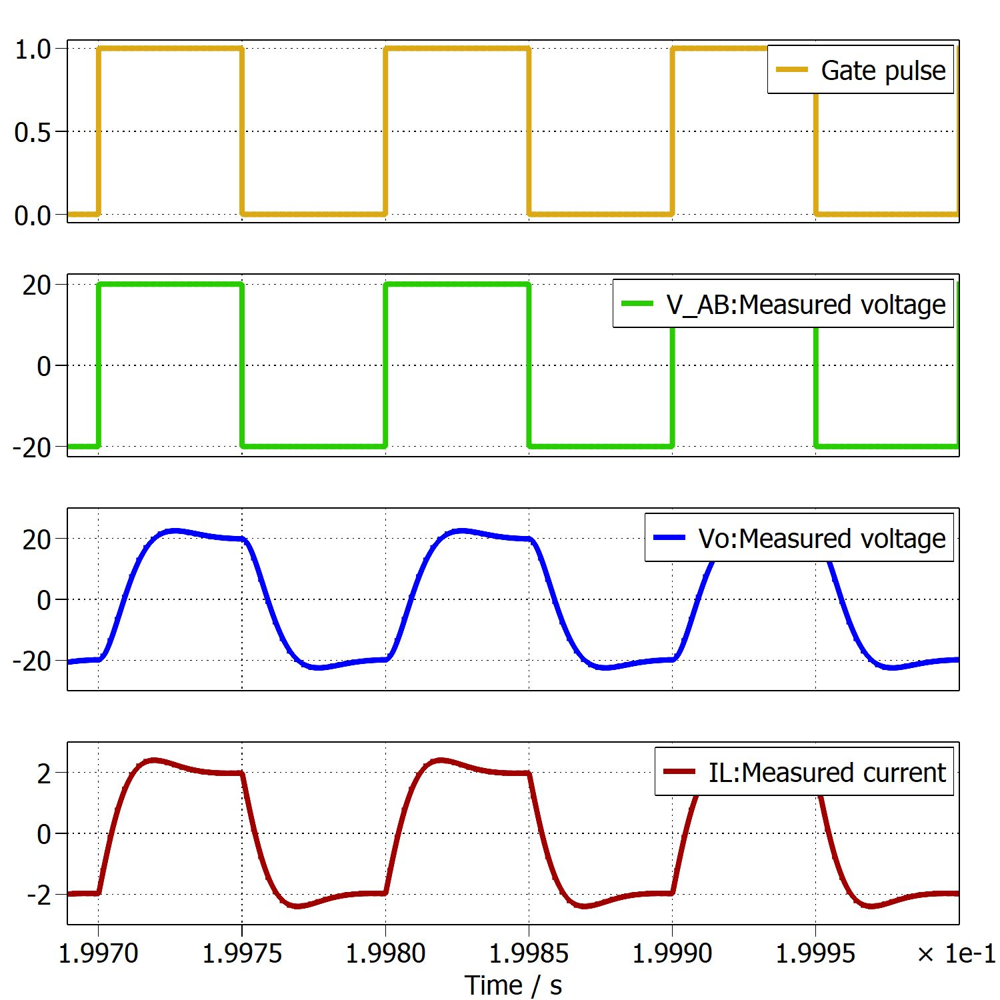 1.0
Gate pulse
0.5
0.0
20
V_AB:Measured voltage
0
-20
20
Vo:Measured voltage
0
-20
2
IL:Measured current
0
-2
1.9970 1.9975 1.9980 1.9985 1.9990 1.9995 × 1e-1
Time / s